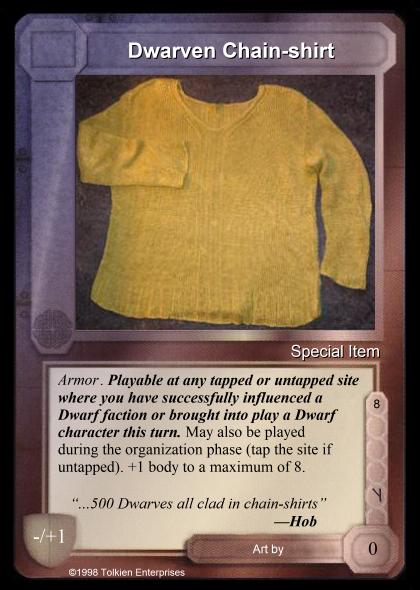 Dwarven Chain-shirt
Special Item
Armor. Playable at any tapped or untapped site
where you have successfully influenced a
Dwarf faction or brought into play a Dwarf
character this turn. May also be played
during the organization phase (tap the site if
untapped). +1 body to a maximum of 8.
8
“...500 Dwarves all clad in chain-shirts”
—Hob
-/+1
Art by
0
©1998 Tolkien Enterprises